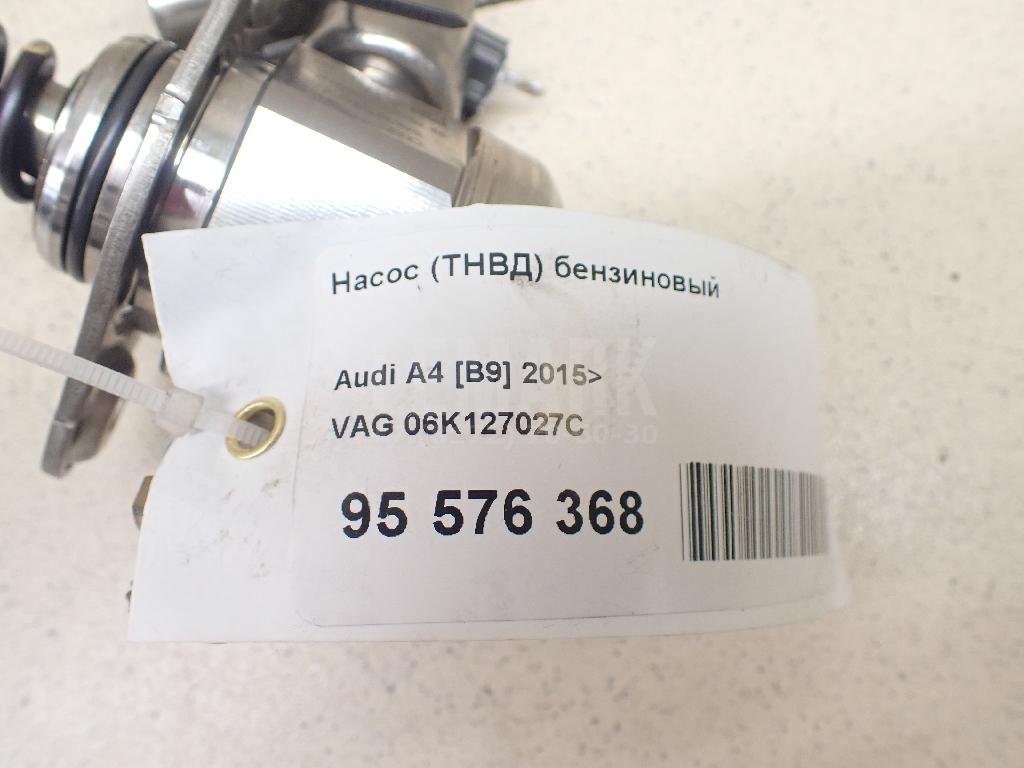 Насос (ТНВД) бензиновый
Audi A4 [B9] 2015>
VAG 06K127027C
95 576 368